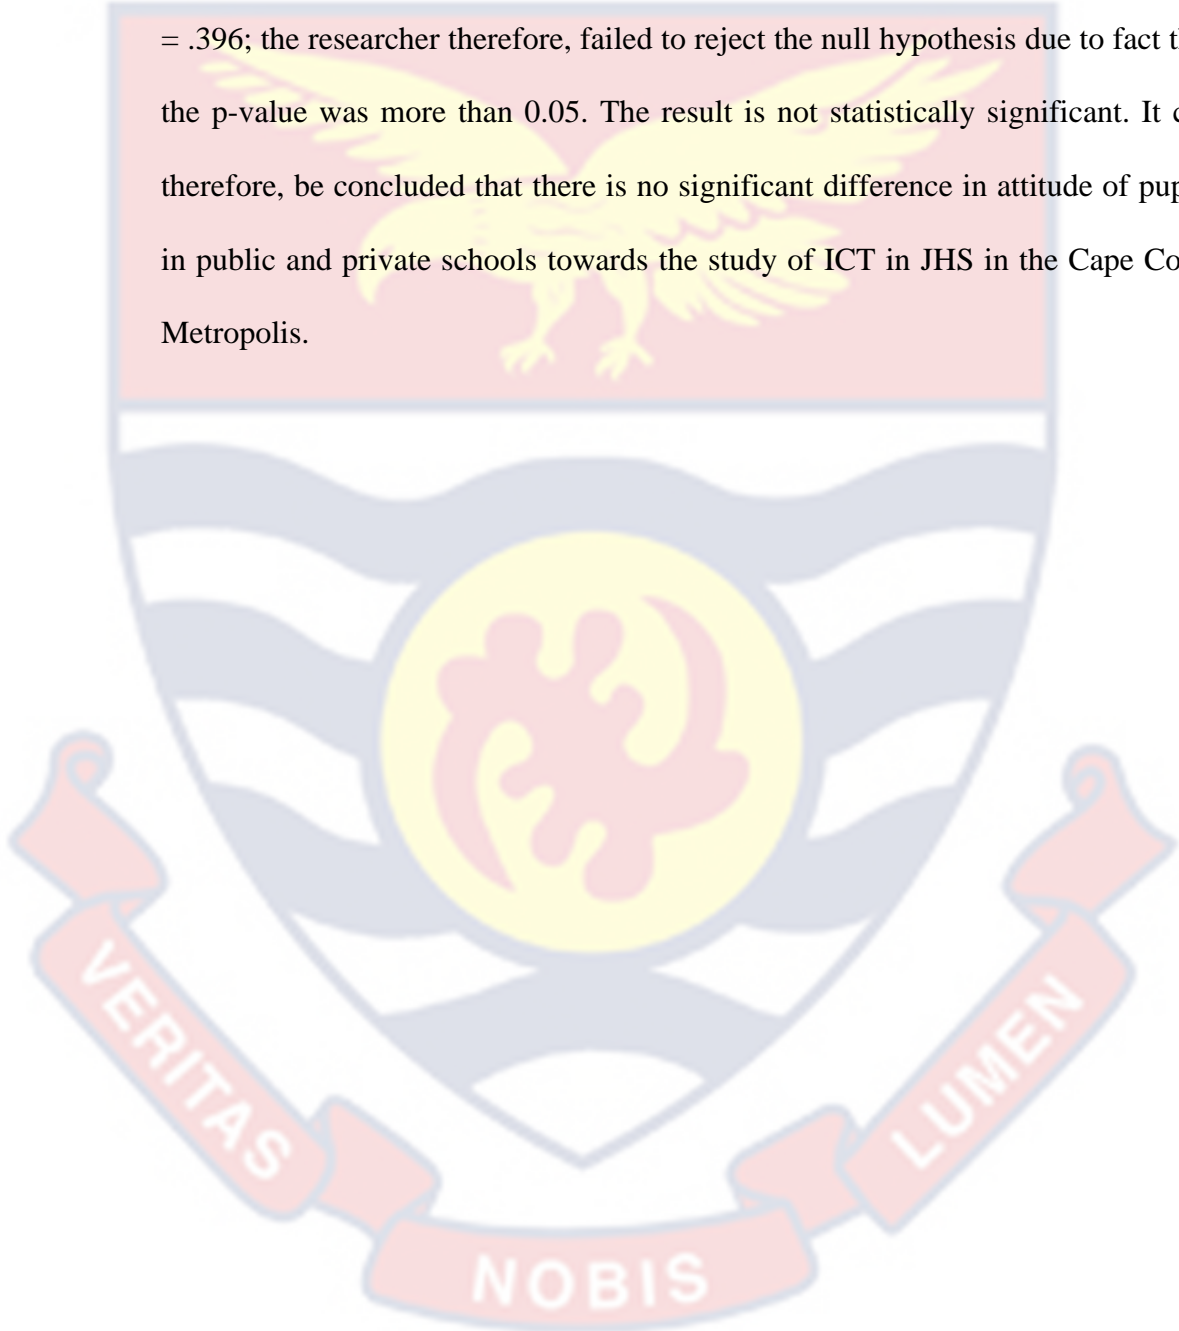 = .396; the researcher therefore, failed to reject the null hypothesis due to fact
the p-value was more than 0.05. The result is not statistically significant. It
therefore, be concluded that there is no significant difference in attitude of
in public and private schools towards the study of ICT in JHS in the Cape
Metropolis.
VERITAS
NOBIS
LUMEN